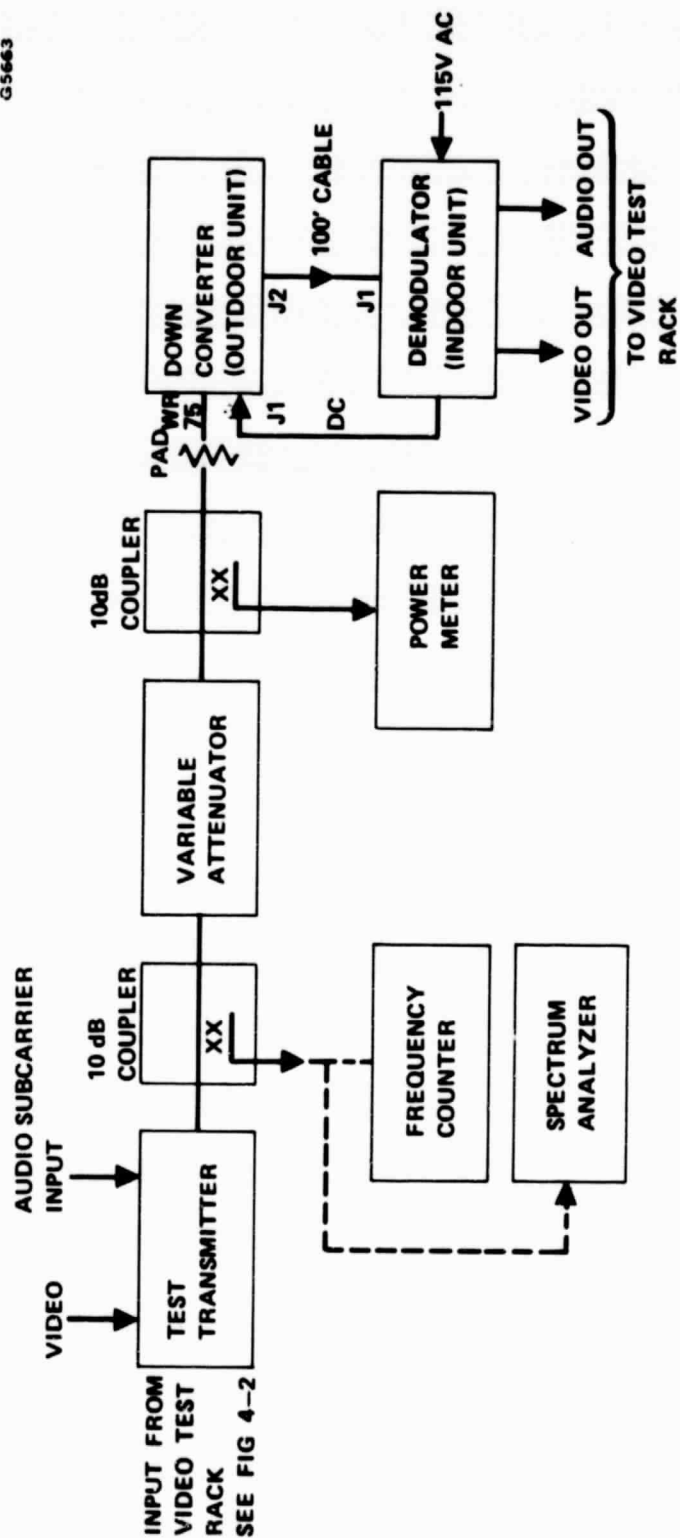 G5663
AUDIO SUBCARRIER
INPUT
VIDEO
INPUT FROM
VIDEO TEST
RACK
SEE FIG 4-2
TEST
TRANSMITTER
10 dB
COUPLER
XX
FREQUENCY
COUNTER
SPECTRUM
ANALYZER
VARIABLE
ATTENUATOR
10dB
COUPLER
XX
POWER
METER
PAD
WR
75
DOWN
CONVERTER
(OUTDOOR UNIT)
J1
J2
DC
100' CABLE
J1
DEMODULATOR
(INDOOR UNIT)
115V AC
VIDEO OUT
AUDIO OUT
TO VIDEO TEST
RACK